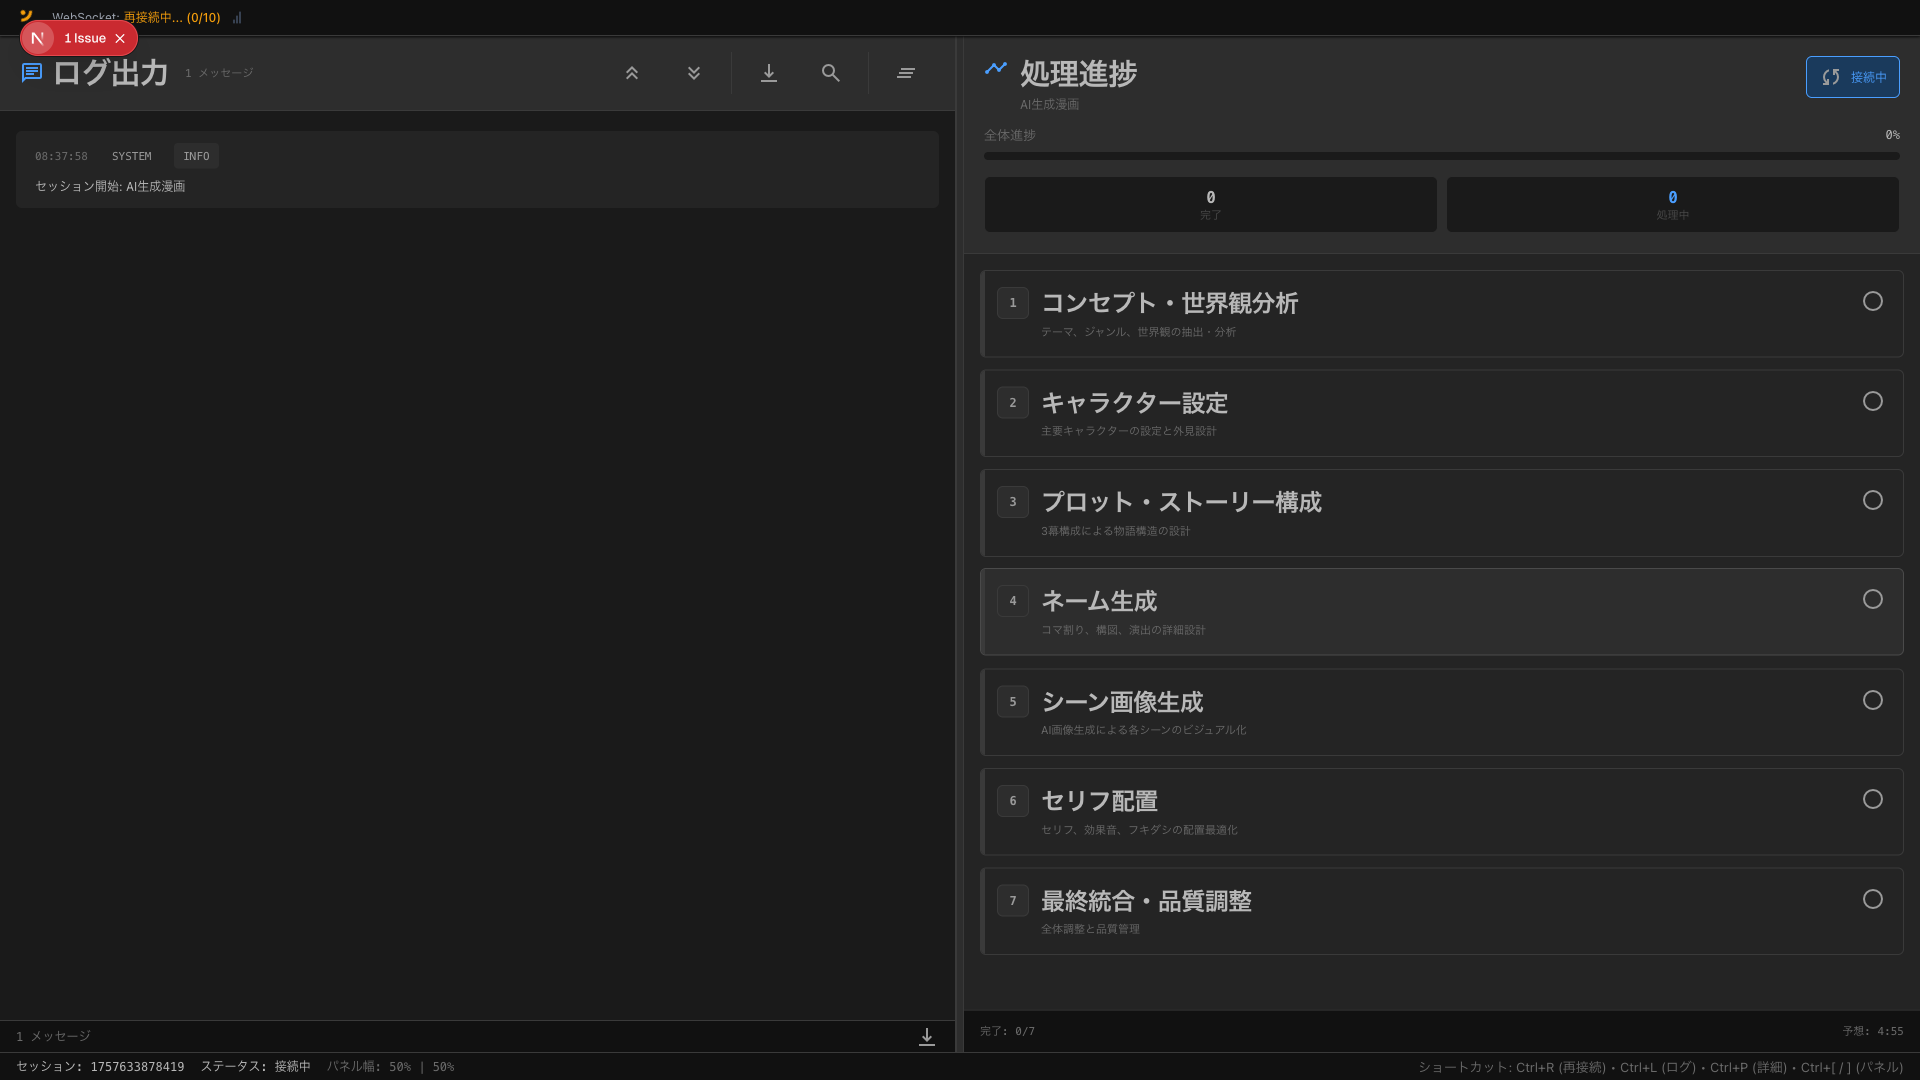 WebSocket: 再接続中... (0/10)
N 1 Issue
ログ出力 1 メッセージ
08:37:58 SYSTEM INFO
セッション開始: AI生成漫画
1 メッセージ
処理進捗
AI生成漫画
接続中
全体進捗 0%
0
完了
0
処理中
1 コンセプト・世界観分析
テーマ、ジャンル、世界観の抽出・分析
2 キャラクター設定
主要キャラクターの設定と外見設計
3 プロット・ストーリー構成
3幕構成による物語構造の設計
4 ネーム生成
コマ割り、構図、演出の詳細設計
5 シーン画像生成
AI画像生成による各シーンのビジュアル化
6 セリフ配置
セリフ、効果音、フキダシの配置最適化
7 最終統合・品質調整
全体調整と品質管理
完了: 0/7 予想: 4:55
セッション: 1757633878419 ステータス: 接続中 パネル幅: 50% | 50%
ショートカット: Ctrl+R (再接続) • Ctrl+L (ログ) • Ctrl+P (詳細) • Ctrl+[ / ] (パネル)